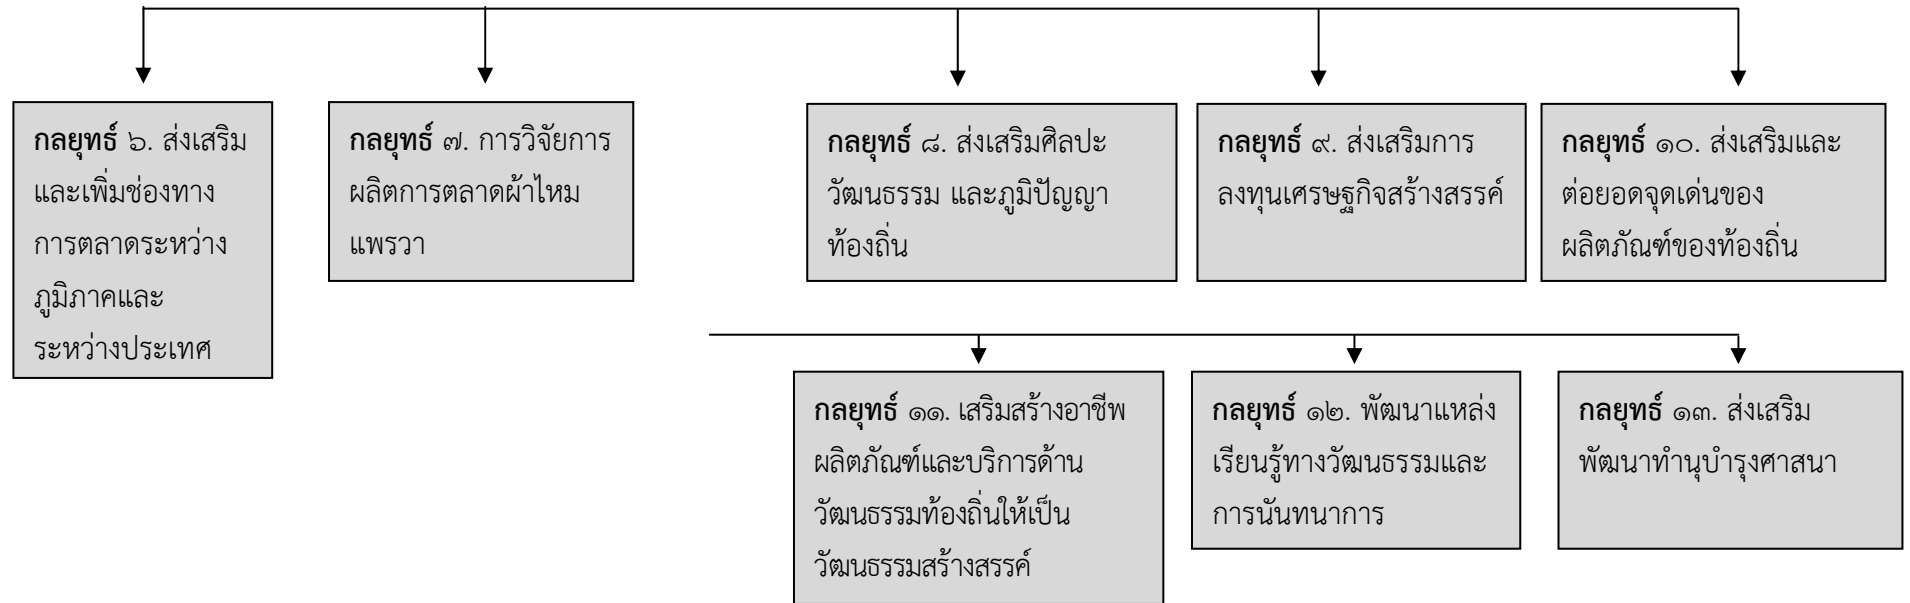 กลยุทธ์ ๖. ส่งเสริม
และเพิ่มช่องทาง
การตลาดระหว่าง
ภูมิภาคและ
ระหว่างประเทศ
กลยุทธ์ ๗. การวิจัยการ
ผลิตการตลาดผ้าไหม
แพรวา
กลยุทธ์ ๘. ส่งเสริมศิลปะ
วัฒนธรรม และภูมิปัญญา
ท้องถิ่น
กลยุทธ์ ๙. ส่งเสริมการ
ลงทุนเศรษฐกิจสร้างสรรค์
กลยุทธ์ ๑๐. ส่งเสริมและ
ต่อยอดจุดเด่นของ
ผลิตภัณฑ์ของท้องถิ่น
กลยุทธ์ ๑๑. เสริมสร้างอาชีพ
ผลิตภัณฑ์และบริการด้าน
วัฒนธรรมท้องถิ่นให้เป็น
วัฒนธรรมสร้างสรรค์
กลยุทธ์ ๑๒. พัฒนาแหล่ง
เรียนรู้ทางวัฒนธรรมและ
การนันทนาการ
กลยุทธ์ ๑๓. ส่งเสริม
พัฒนาทำนุบำรุงศาสนา